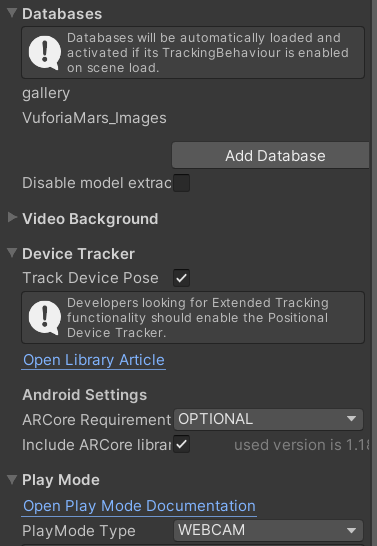 Databases
Databases will be automatically loaded and
activated if its TrackingBehaviour is enabled
on scene load.
gallery
VuforiaMars_Images
Add Database
Disable model extrac
Video Background
Device Tracker
Track Device Pose
Developers looking for Extended Tracking
functionality should enable the Positional
Device Tracker.
Open Library Article
Android Settings
ARCore Requirement OPTIONAL
Include ARCore librar used version is 1.18
Play Mode
Open Play Mode Documentation
PlayMode Type WEBCAM